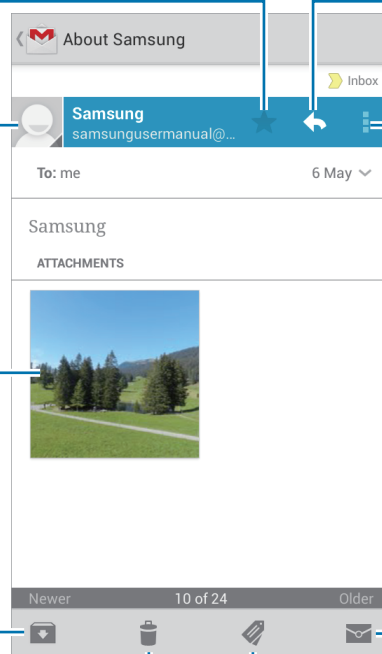 About Samsung
Inbox
Samsung
samsungusermanual@...
To: me 6 May
Samsung
ATTACHMENTS
Newer 10 of 24 Older